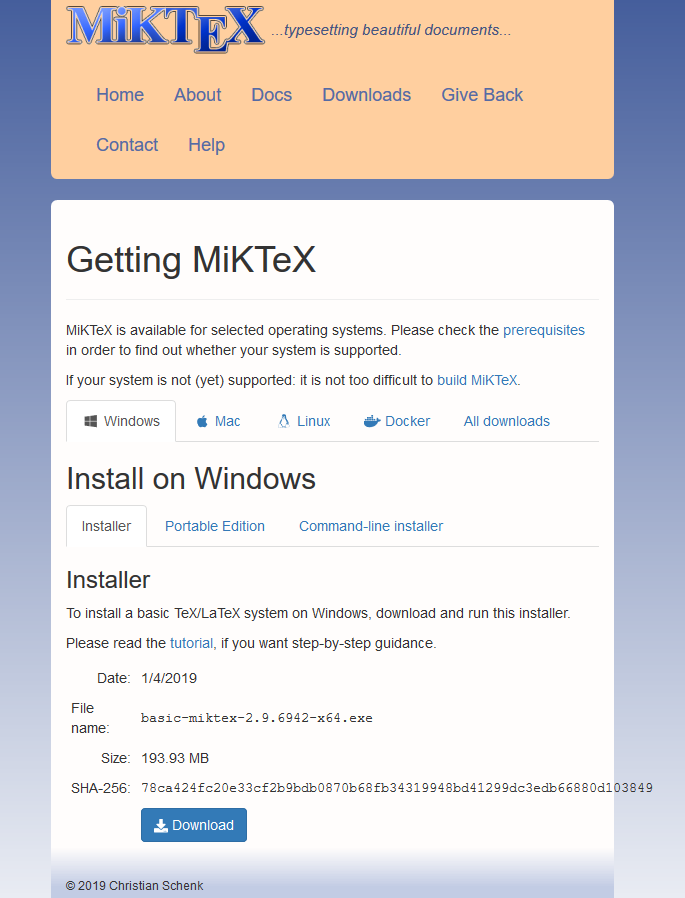 MiKTeX ...typesetting beautiful documents...
Home About Docs Downloads Give Back
Contact Help
Getting MiKTeX
MiKTeX is available for selected operating systems. Please check the prerequisites
in order to find out whether your system is supported.
If your system is not (yet) supported: it is not too difficult to build MiKTeX.
Windows Mac Linux Docker All downloads
Install on Windows
Installer Portable Edition Command-line installer
Installer
To install a basic TeX/LaTeX system on Windows, download and run this installer.
Please read the tutorial, if you want step-by-step guidance.
Date: 1/4/2019
File
name: basic-miktex-2.9.6942-x64.exe
Size: 193.93 MB
SHA-256: 78ca424fc20e33cf2b9bdb0870b68fb34319948bd41299dc3edb66880d103849
Download
© 2019 Christian Schenk